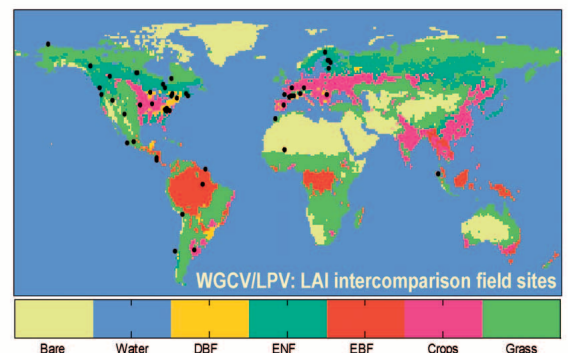 WGCV/LPV: LAI intercomparison field sites
Bare Water DBF ENF EBF Crops Grass